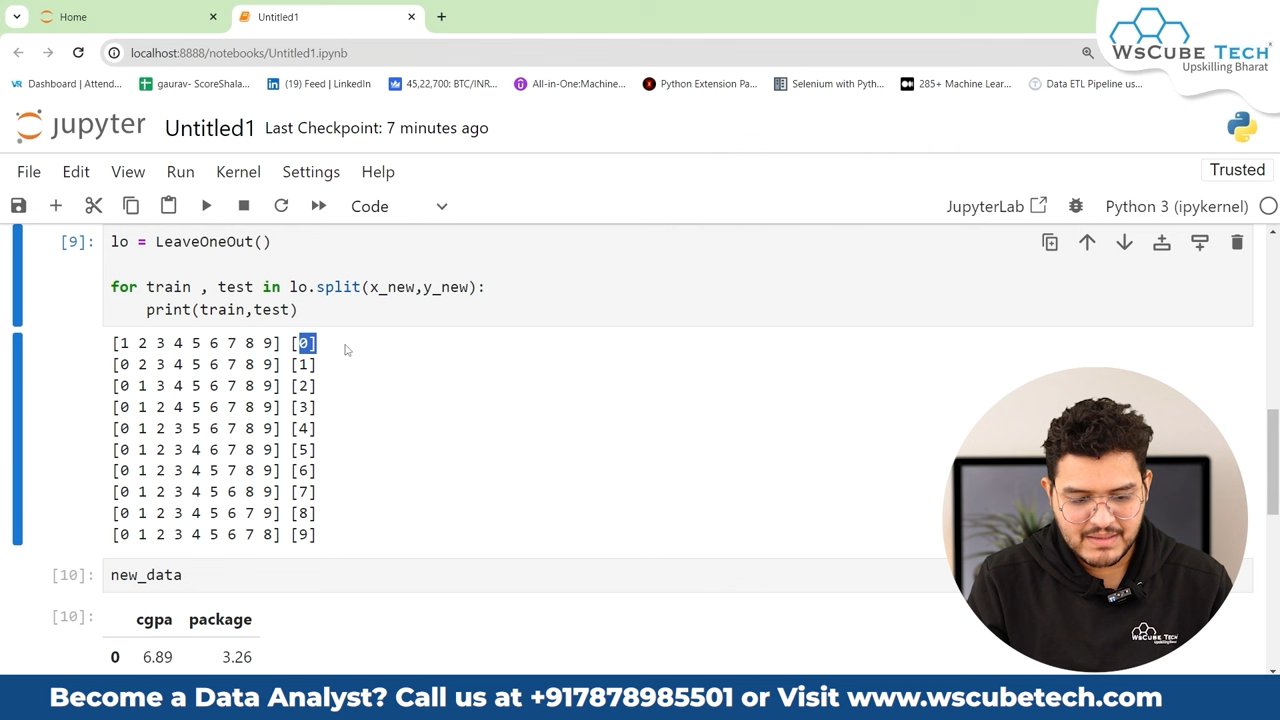 Home
Untitled1
localhost:8888/notebooks/Untitled1.ipynb
WsCube Tech
Upskilling Bharat
Dashboard | Attend...
gaurav- ScoreShala...
(19) Feed | LinkedIn
45,22,700: BTC/INR...
All-in-One:Machine...
Python Extension Pa...
Selenium with Pyth...
285+ Machine Lear...
Data ETL Pipeline us...
jupyter Untitled1 Last Checkpoint: 7 minutes ago
File Edit View Run Kernel Settings Help
Trusted
Code
JupyterLab
Python 3 (ipykernel)
[9]: lo = LeaveOneOut()
for train , test in lo.split(x_new,y_new):
print(train,test)
[1 2 3 4 5 6 7 8 9] [0]
[0 2 3 4 5 6 7 8 9] [1]
[0 1 3 4 5 6 7 8 9] [2]
[0 1 2 4 5 6 7 8 9] [3]
[0 1 2 3 5 6 7 8 9] [4]
[0 1 2 3 4 6 7 8 9] [5]
[0 1 2 3 4 5 7 8 9] [6]
[0 1 2 3 4 5 6 8 9] [7]
[0 1 2 3 4 5 6 7 9] [8]
[0 1 2 3 4 5 6 7 8] [9]
[10]: new_data
[10]: cgpa package
0 6.89 3.26
WsCube Tech
Become a Data Analyst? Call us at +917878985501 or Visit www.wscubetech.com